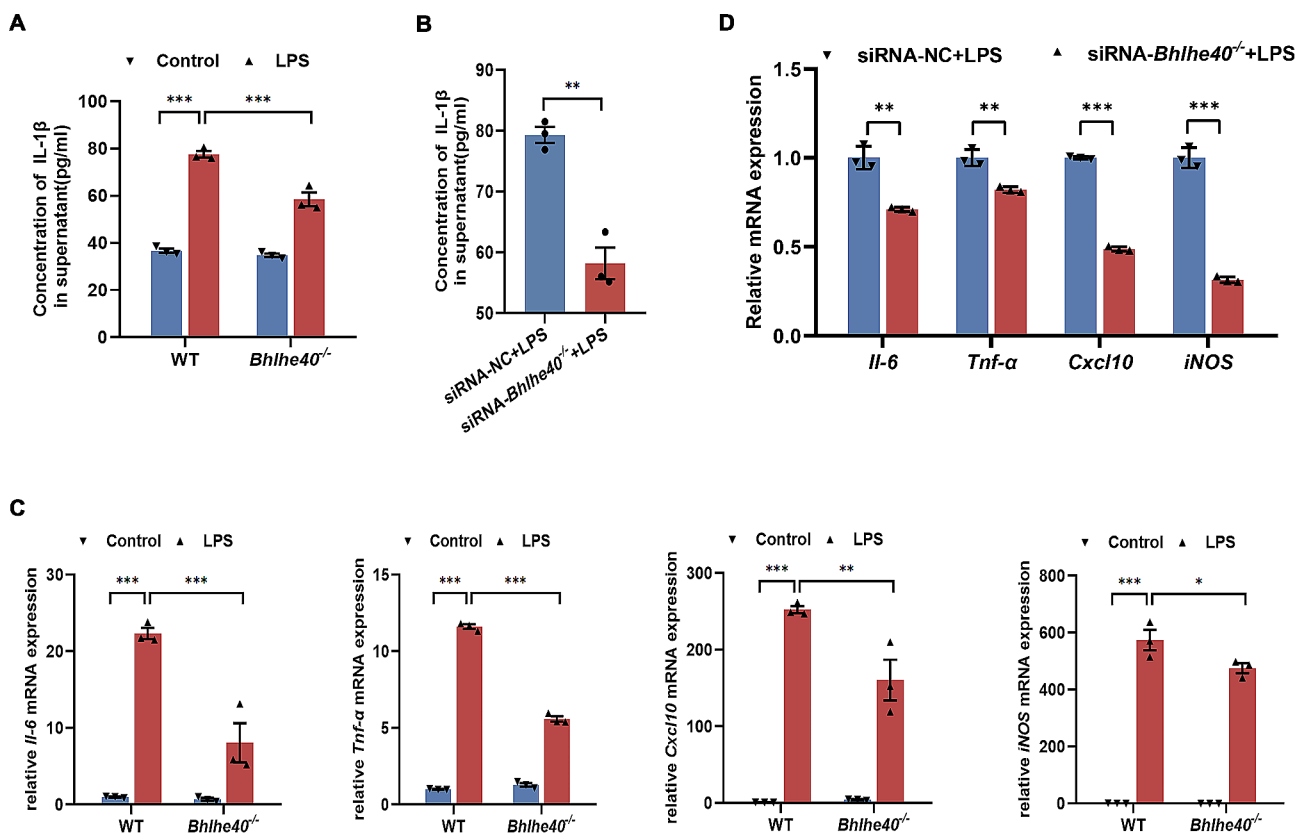 A
Control LPS
Concentration of IL-1β
in supernatant(pg/ml)
100
80
60
40
20
0
*** ***
WT Bhlhe40-/-
B
Concentration of IL-1β
in supernatant(pg/ml)
90
80
70
60
50
**
siRNA-NC+LPS
siRNA-Bhlhe40-/-+LPS
D
siRNA-NC+LPS siRNA-Bhlhe40-/-+LPS
Relative mRNA expression
1.5
1.0
0.5
0.0
** ** *** ***
Il-6 Tnf-α Cxcl10 iNOS
C
Control LPS
relative Il-6 mRNA expression
30
20
10
0
*** ***
WT Bhlhe40-/-
Control LPS
relative Tnf-α mRNA expression
15
10
5
0
*** ***
WT Bhlhe40-/-
Control LPS
relative Cxcl10 mRNA expression
300
200
100
0
*** **
WT Bhlhe40-/-
Control LPS
relative iNOS mRNA expression
800
600
400
200
0
*** *
WT Bhlhe40-/-